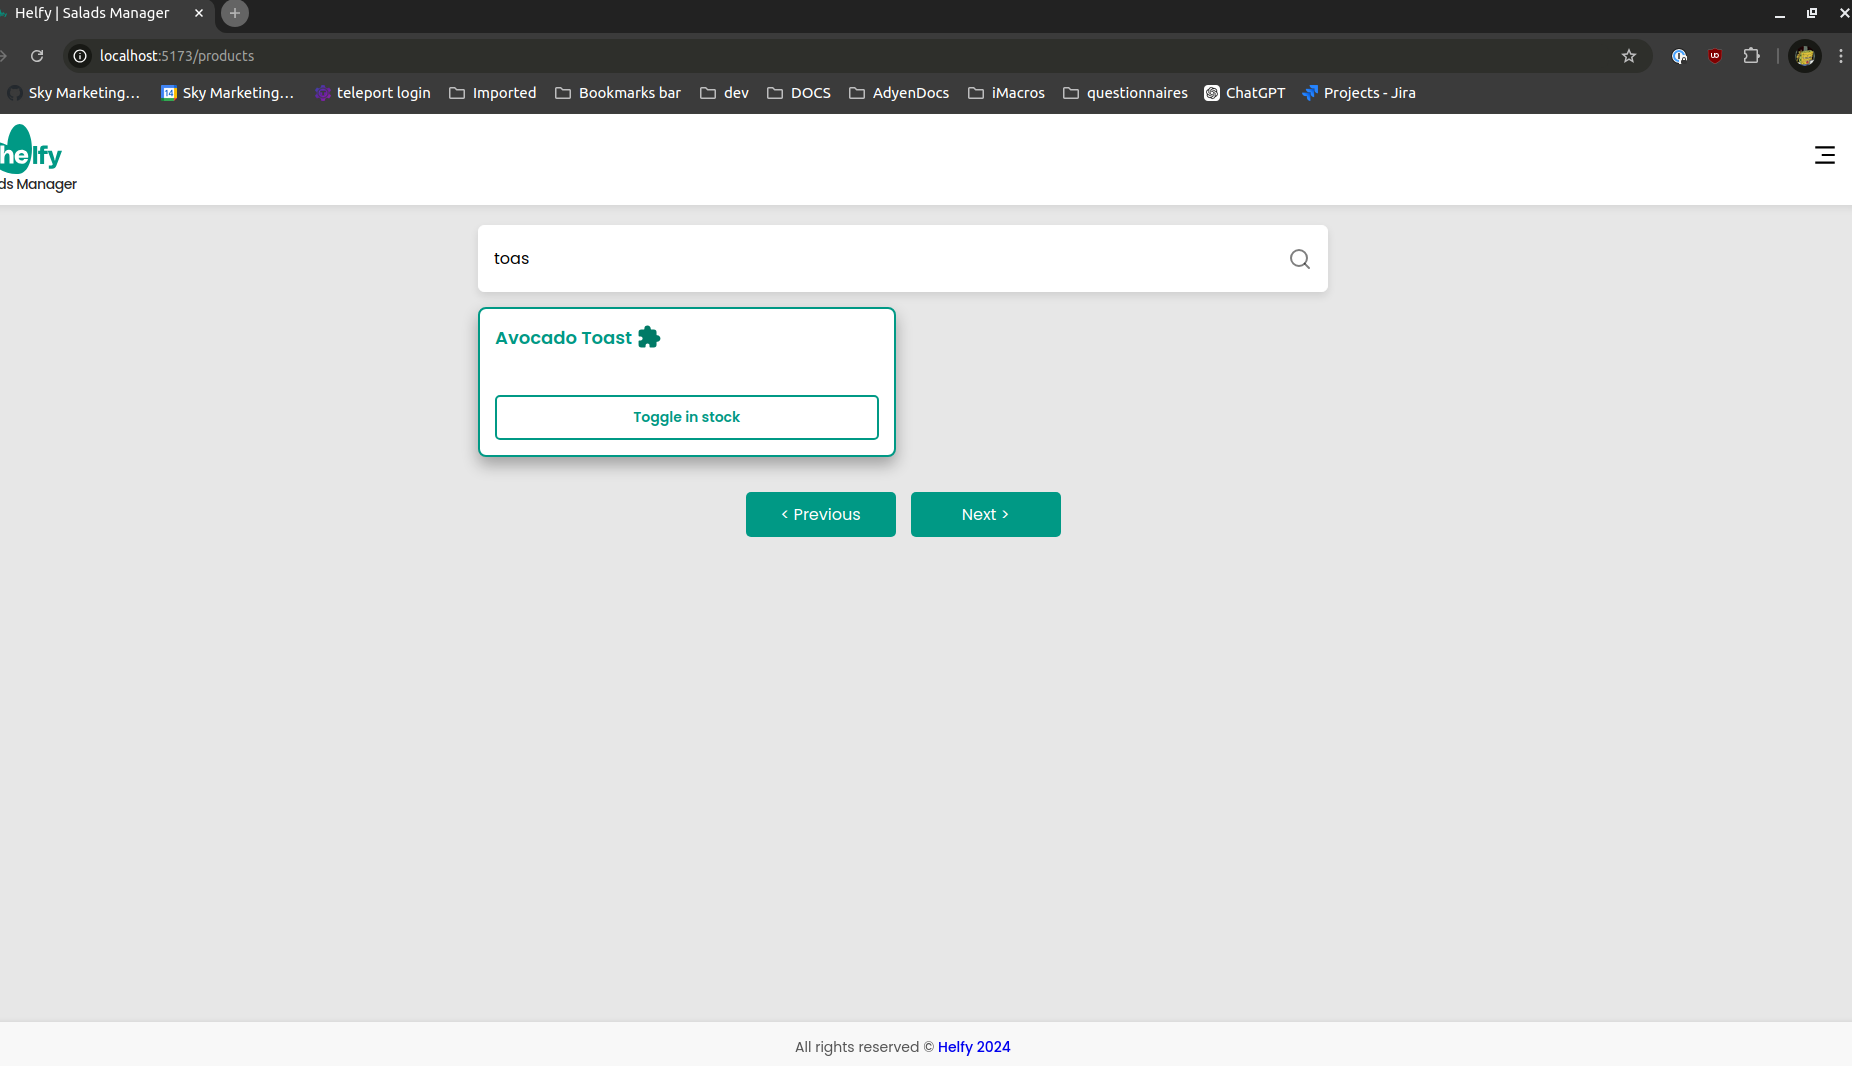 Helfy | Salads Manager
localhost:5173/products
Sky Marketing... Sky Marketing... teleport login Imported Bookmarks bar dev DOCS AdyenDocs iMacros questionnaires ChatGPT Projects - Jira
helfy
ds Manager
toas
Avocado Toast
Toggle in stock
< Previous Next >
All rights reserved © Helfy 2024